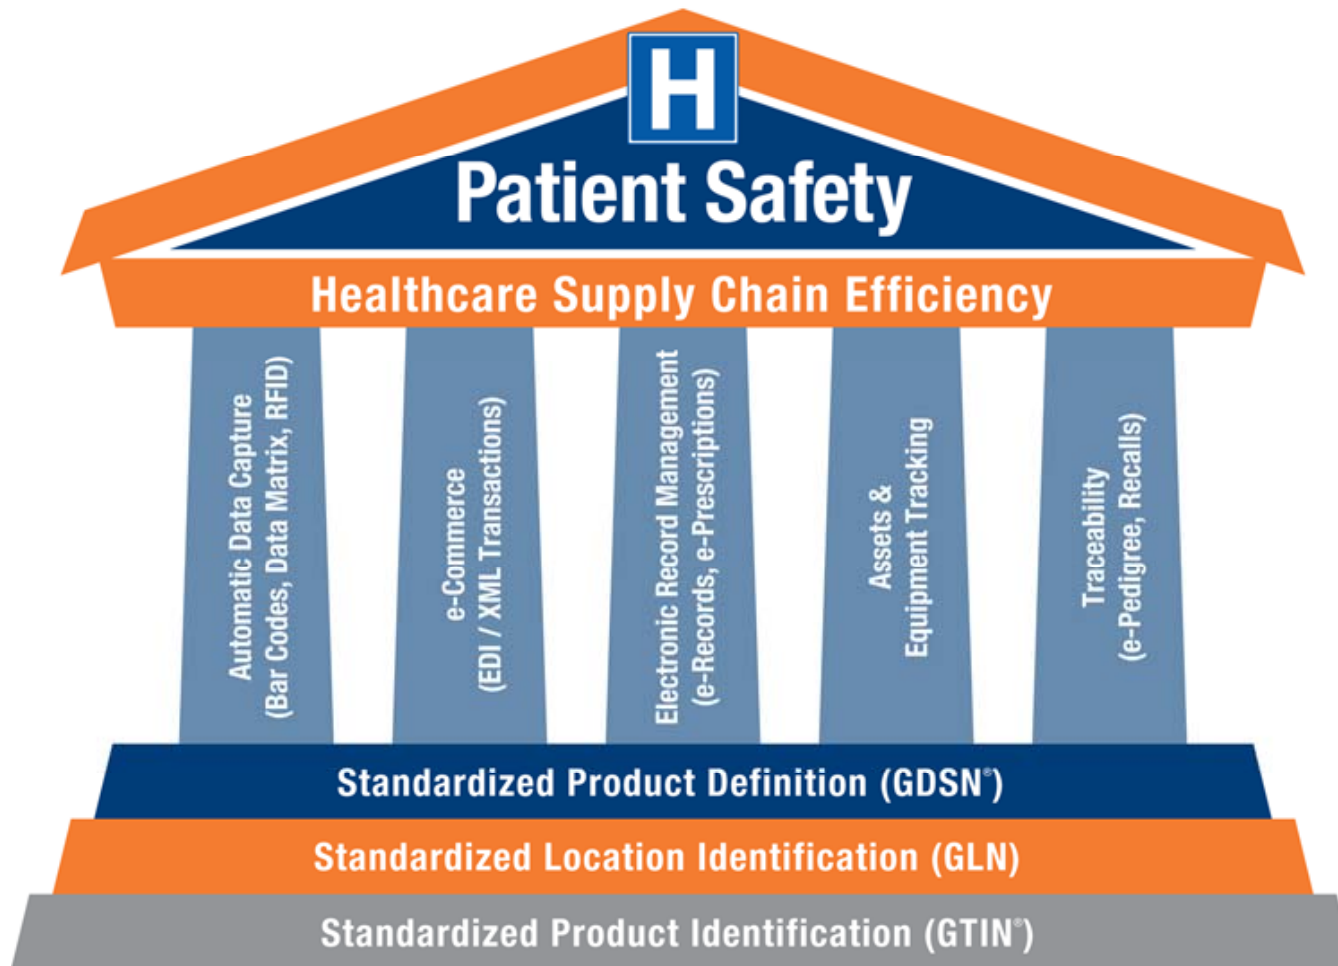 H
Patient Safety
Healthcare Supply Chain Efficiency
Automatic Data Capture
(Bar Codes, Data Matrix, RFID)
e-Commerce
(EDI / XML Transactions)
Electronic Record Management
(e-Records, e-Prescriptions)
Assets &
Equipment Tracking
Traceability
(e-Pedigree, Recalls)
Standardized Product Definition (GDSN®)
Standardized Location Identification (GLN)
Standardized Product Identification (GTIN®)